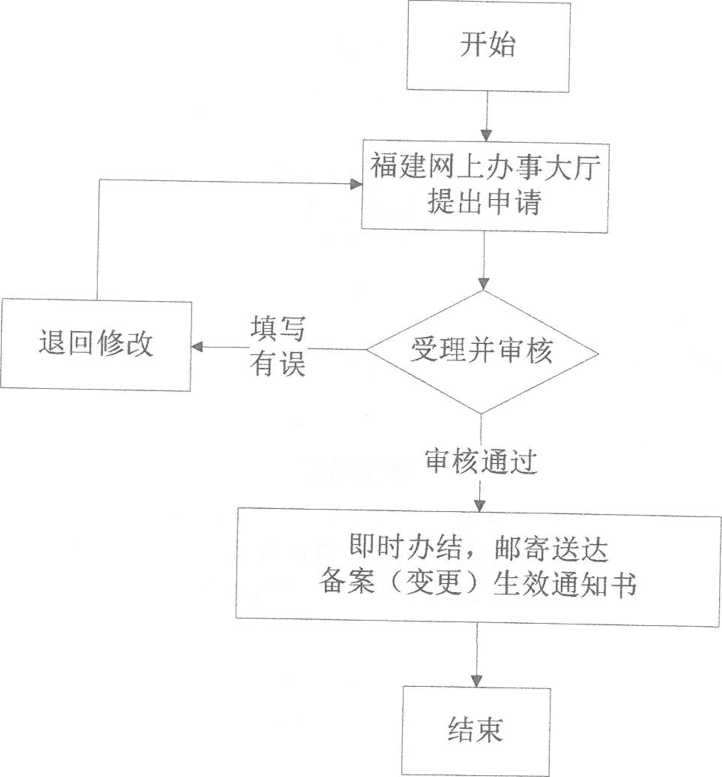 开始
福建网上办事大厅
提出申请
退回修改
填写
有误
受理并审核
审核通过
即时办结，邮寄送达
备案（变更）生效通知书
结束